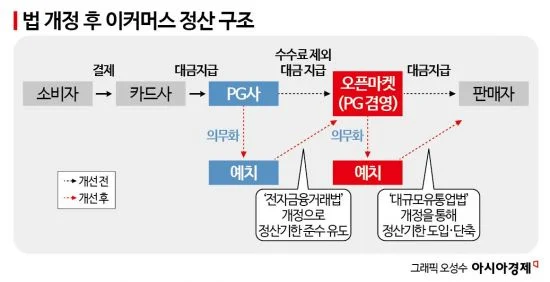 법 개정 후 이커머스 정산 구조
소비자
결제
카드사
대금지급
PG사
수수료 제외
대금 지급
오픈마켓
(PG 겸영)
대금지급
판매자
의무화
의무화
예치
예치
개선 전
개선 후
'전자금융거래법'
개정으로
정산기한 준수 유도
'대규모유통업법'
개정을 통해
정산기한 도입·단축
그래픽 오성수 아시아경제